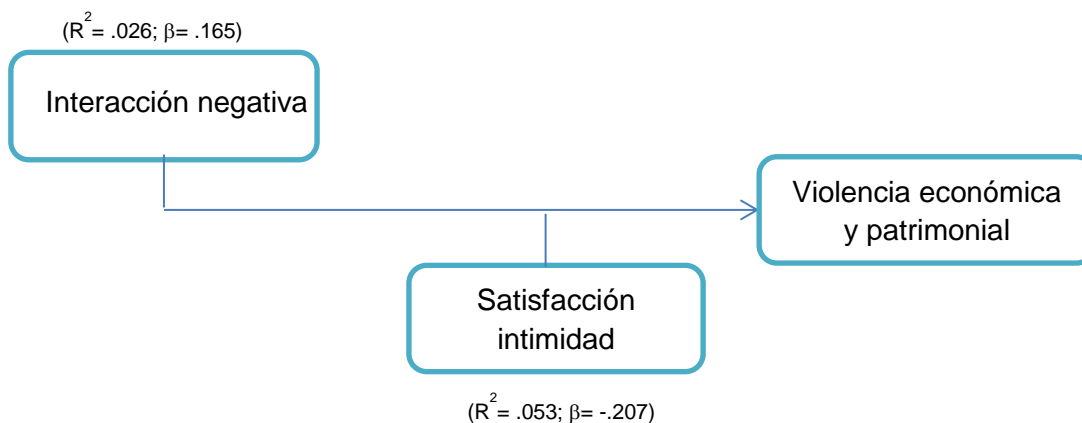 (R²= .026; β= .165)
Interacción negativa
Violencia económica
y patrimonial
Satisfacción
intimidad
(R²= .053; β= -.207)